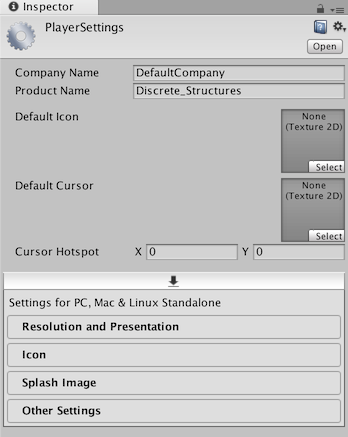 Inspector
PlayerSettings
Open
Company Name DefaultCompany
Product Name Discrete_Structures
Default Icon
None
(Texture 2D)
Select
Default Cursor
None
(Texture 2D)
Select
Cursor Hotspot X 0 Y 0
Settings for PC, Mac & Linux Standalone
Resolution and Presentation
Icon
Splash Image
Other Settings